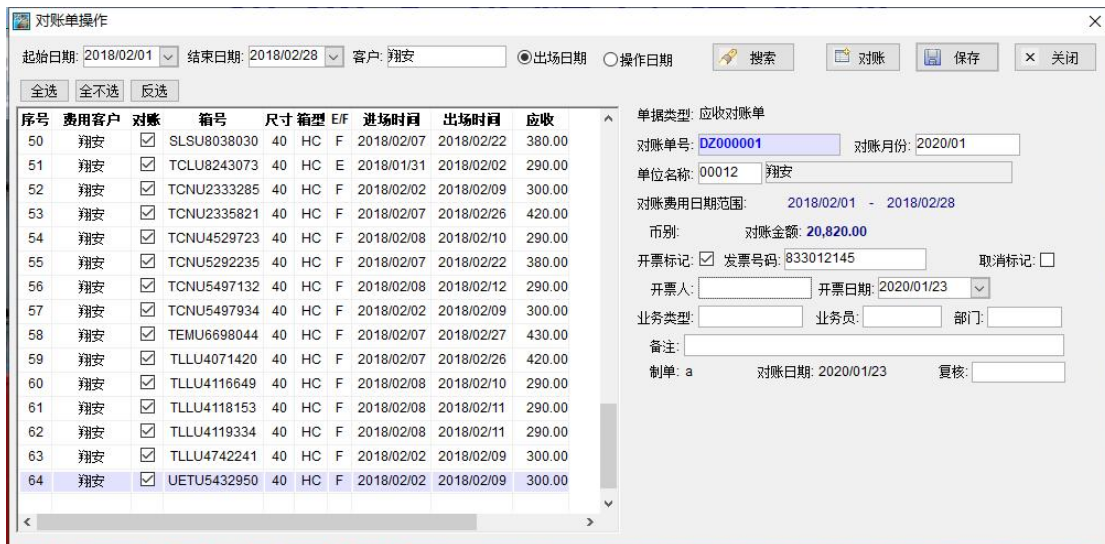 对账单操作
起始日期: 2018/02/01 结束日期: 2018/02/28 客户: 翔安 出场日期 操作日期 搜索 对账 保存 关闭
全选 全不选 反选
序号 费用客户 对账 箱号 尺寸 箱型 E/F 进场时间 出场时间 应收
50 翔安 SLSU8038030 40 HC F 2018/02/07 2018/02/22 380.00
51 翔安 TCLU8243073 40 HC E 2018/01/31 2018/02/02 290.00
52 翔安 TCNU2333285 40 HC F 2018/02/02 2018/02/09 300.00
53 翔安 TCNU2335821 40 HC F 2018/02/07 2018/02/26 420.00
54 翔安 TCNU4529723 40 HC F 2018/02/08 2018/02/10 290.00
55 翔安 TCNU5292235 40 HC F 2018/02/07 2018/02/22 380.00
56 翔安 TCNU5497132 40 HC F 2018/02/08 2018/02/12 290.00
57 翔安 TCNU5497934 40 HC F 2018/02/02 2018/02/09 300.00
58 翔安 TEMU6698044 40 HC F 2018/02/07 2018/02/27 430.00
59 翔安 TLLU4071420 40 HC F 2018/02/07 2018/02/26 420.00
60 翔安 TLLU4116649 40 HC F 2018/02/08 2018/02/10 290.00
61 翔安 TLLU4118153 40 HC F 2018/02/08 2018/02/11 290.00
62 翔安 TLLU4119334 40 HC F 2018/02/08 2018/02/11 290.00
63 翔安 TLLU4742241 40 HC F 2018/02/02 2018/02/09 300.00
64 翔安 UETU5432950 40 HC F 2018/02/02 2018/02/09 300.00
单据类型: 应收对账单
对账单号: DZ000001 对账月份: 2020/01
单位名称: 00012 翔安
对账费用日期范围: 2018/02/01 - 2018/02/28
币别: 对账金额: 20,820.00
开票标记: 发票号码: 833012145 取消标记:
开票人: 开票日期: 2020/01/23
业务类型: 业务员: 部门:
备注:
制单: a 对账日期: 2020/01/23 复核: